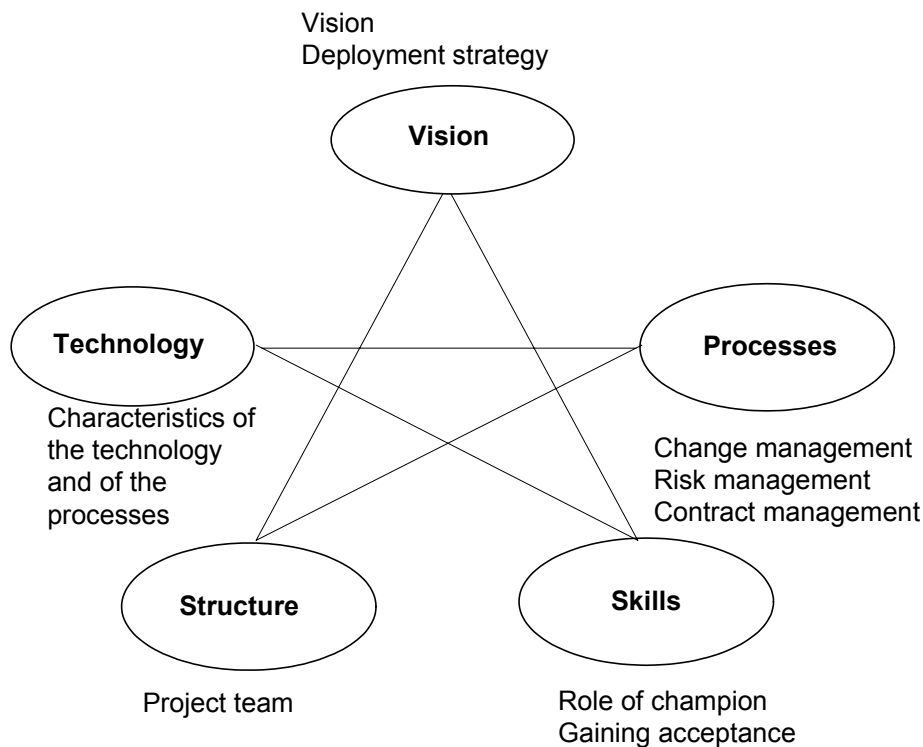 Vision
Deployment strategy
Vision
Technology
Processes
Characteristics of
the technology
and of the
processes
Change management
Risk management
Contract management
Structure
Skills
Project team
Role of champion
Gaining acceptance